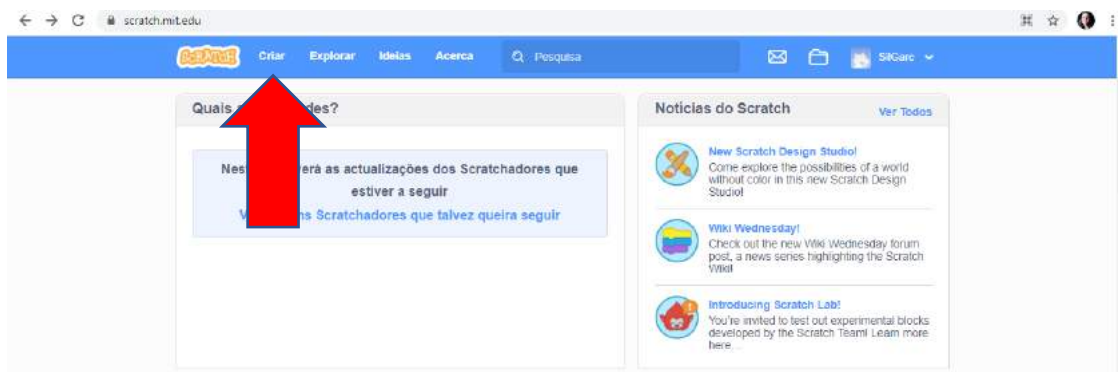 scratch.mit.edu
SCRATCH Criar Explorar Ideias Acerca Pesquisa SilGarc
Quais des?
Nest verá as actualizações dos Scratchadores que
estiver a seguir
V ns Scratchadores que talvez queira seguir
Notícias do Scratch Ver Todos
New Scratch Design Studio!
Come explore the possibilities of a world
without color in this new Scratch Design
Studio!
Wiki Wednesday!
Check out the new Wiki Wednesday forum
post, a news series highlighting the Scratch
Wiki!
Introducing Scratch Lab!
You're invited to test out experimental blocks
developed by the Scratch Team! Learn more
here...